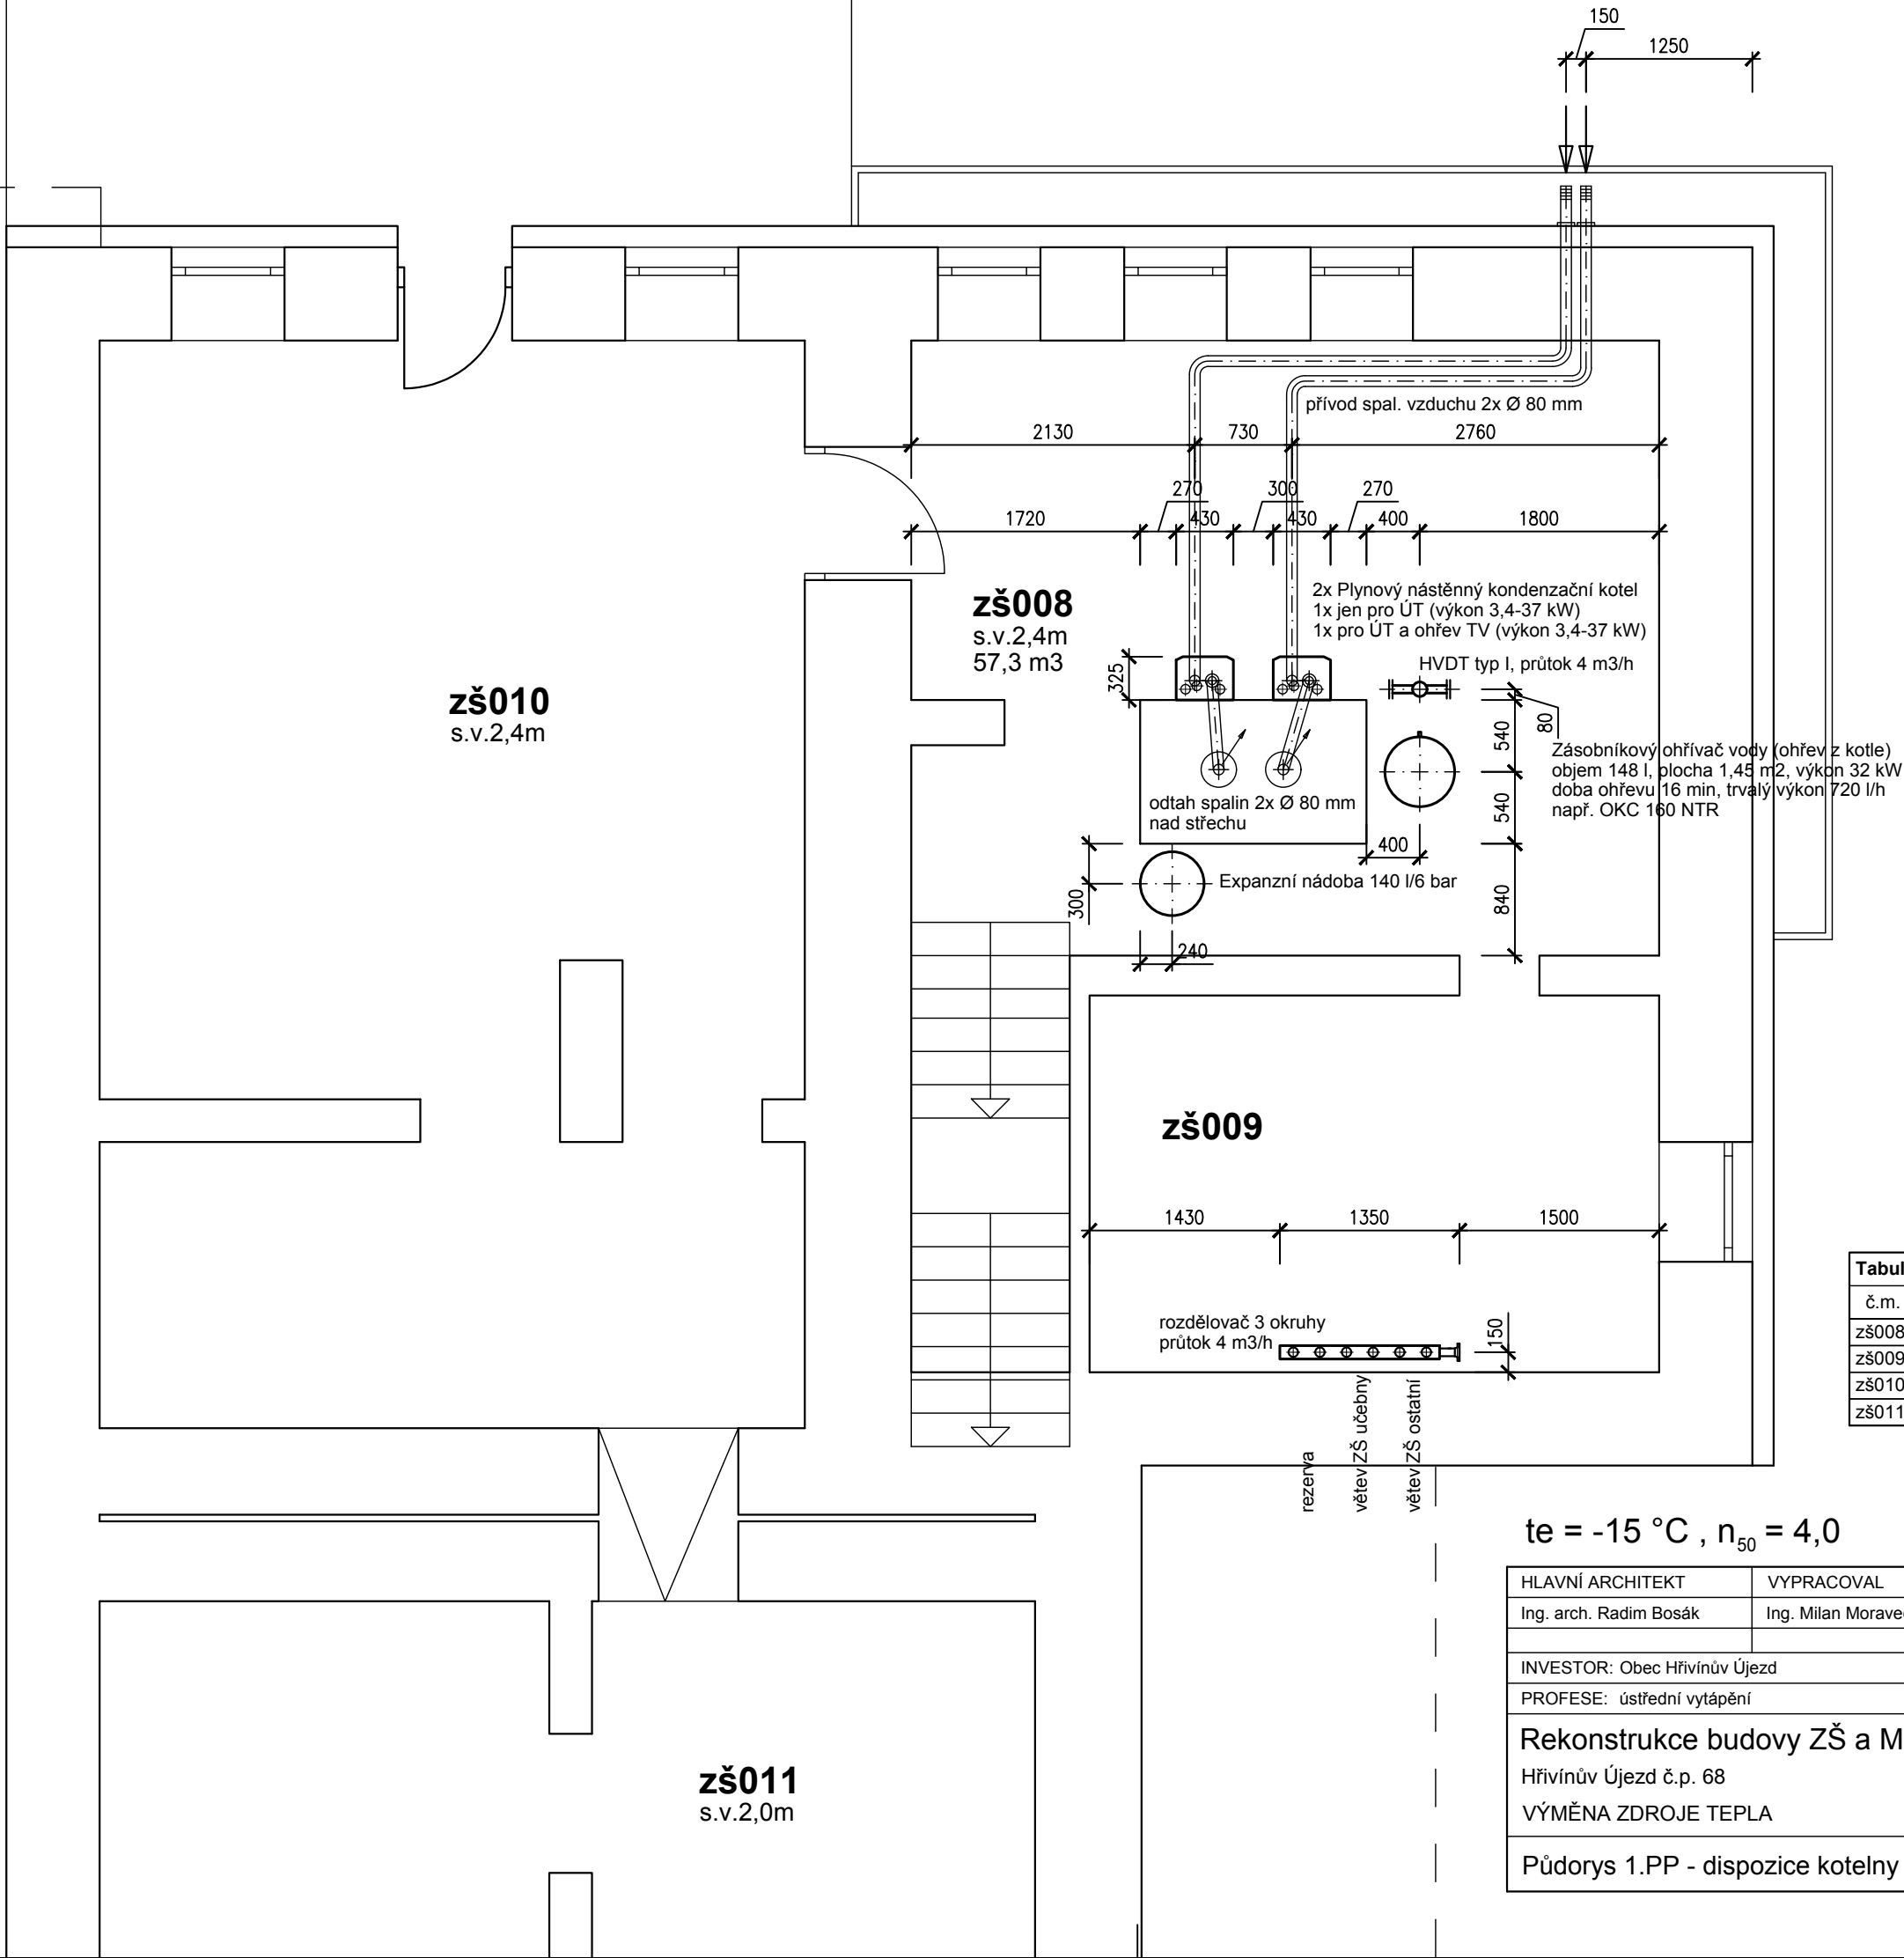 150
1250
přívod spal. vzduchu 2x Ø 80 mm
2130
730
2760
270
300
270
1720
430
430
400
1800
zš008
s.v.2,4m
57,3 m3
2x Plynový nástěnný kondenzační kotel
1x jen pro ÚT (výkon 3,4-37 kW)
1x pro ÚT a ohřev TV (výkon 3,4-37 kW)
HVDT typ I, průtok 4 m3/h
325
zš010
s.v.2,4m
80
540
540
840
Zásobníkový ohřívač vody (ohřev z kotle)
objem 148 l, plocha 1,45 m2, výkon 32 kW
doba ohřevu 16 min, trvalý výkon 720 l/h
např. OKC 160 NTR
odtah spalin 2x Ø 80 mm
nad střechu
400
300
Expanzní nádoba 140 l/6 bar
240
zš009
1430
1350
1500
rozdělovač 3 okruhy
průtok 4 m3/h
150
rezerva
větev ZŠ učebny
větev ZŠ ostatní
Tabul
č.m.
zš008
zš009
zš010
zš011
te = -15 °C , n50 = 4,0
HLAVNÍ ARCHITEKT
VYPRACOVAL
Ing. arch. Radim Bosák
Ing. Milan Morave
INVESTOR: Obec Hřivínův Újezd
PROFESE: ústřední vytápění
Rekonstrukce budovy ZŠ a M
Hřivínův Újezd č.p. 68
VÝMĚNA ZDROJE TEPLA
Půdorys 1.PP - dispozice kotelny
zš011
s.v.2,0m